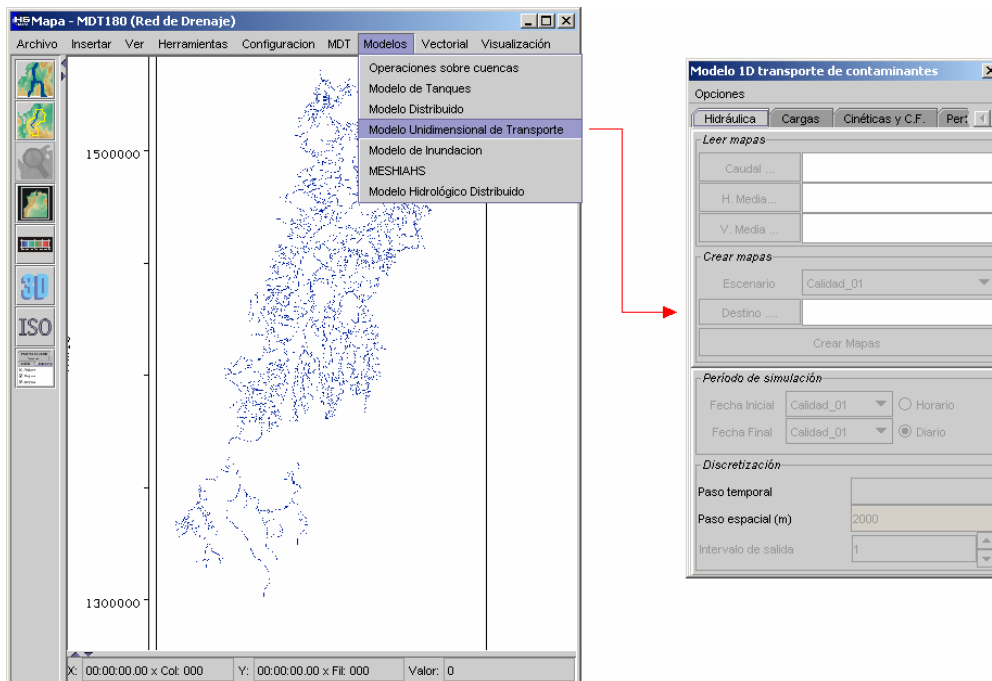 Mapa - MDT180 (Red de Drenaje)
Archivo Insertar Ver Herramientas Configuracion MDT Modelos Vectorial Visualización
Operaciones sobre cuencas
Modelo de Tanques
Modelo Distribuido
Modelo Unidimensional de Transporte
Modelo de Inundacion
MESHIAHS
Modelo Hidrológico Distribuido
1500000
1300000
3D
ISO
X: 00:00:00.00 x Col: 000 Y: 00:00:00.00 x Fil: 000 Valor: 0
Modelo 1D transporte de contaminantes
Opciones
Hidráulica Cargas Cinéticas y C.F.
Leer mapas
Caudal ...
H. Media...
V. Media ...
Crear mapas
Escenario Calidad_01
Destino ....
Crear Mapas
Período de simulación
Fecha Inicial Calidad_01 Horario
Fecha Final Calidad_01 Diario
Discretización
Paso temporal
Paso espacial (m) 2000
Intervalo de salida 1